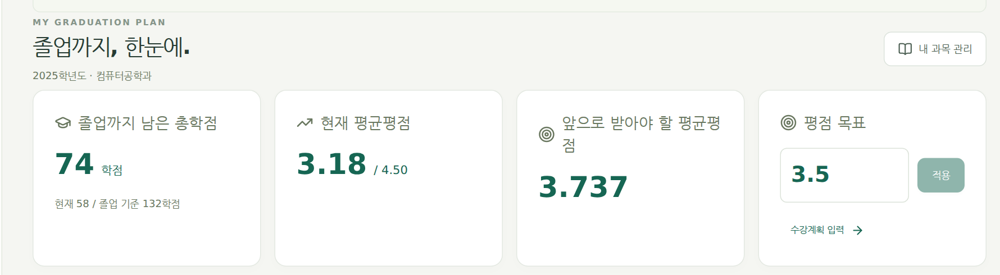 MY GRADUATION PLAN
졸업까지, 한눈에.
내 과목 관리
2025학년도 · 컴퓨터공학과
졸업까지 남은 총학점
74 학점
현재 58 / 졸업 기준 132학점
현재 평균평점
3.18 / 4.50
앞으로 받아야 할 평균평
점
3.737
평점 목표
3.5
적용
수강계획 입력